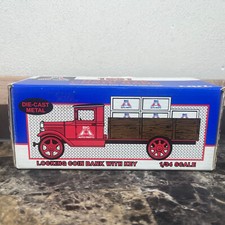 DIE-CAST
METAL
LOCKING COIN BANK WITH KEY
1/34 SCALE